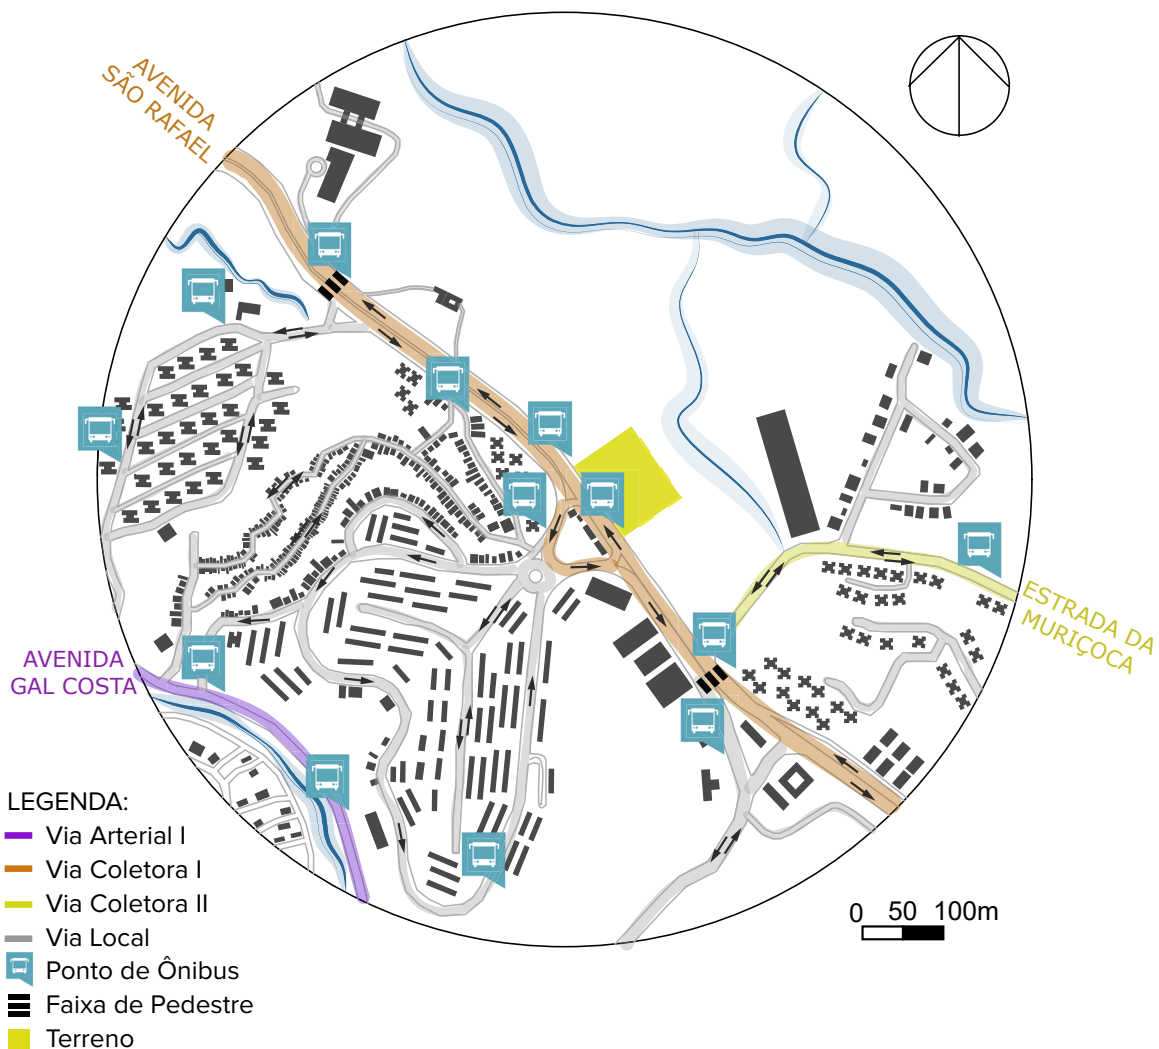 AVENIDA
SÃO RAFAEL
ESTRADA DA
MURIÇOCA
AVENIDA
GAL COSTA
LEGENDA:
Via Arterial I
Via Coletora I
Via Coletora II
Via Local
Ponto de Ônibus
Faixa de Pedestre
Terreno
0 50 100m